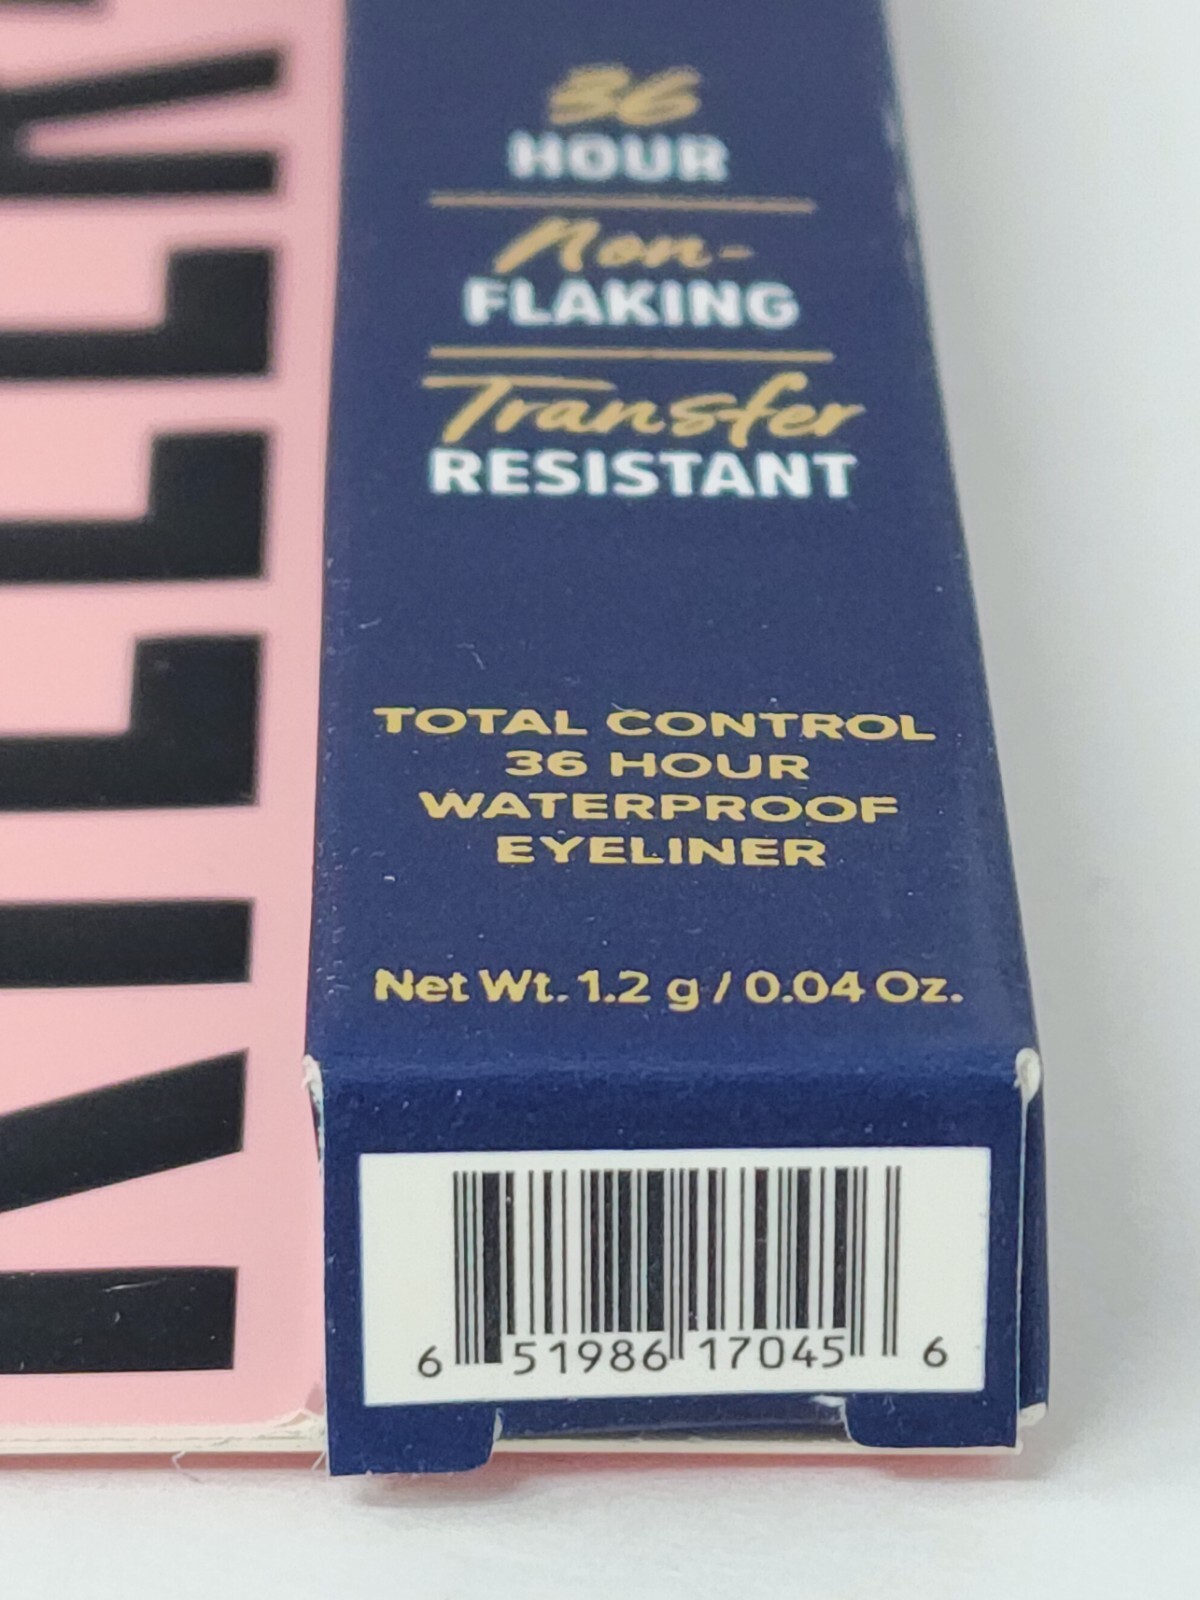 36
HOUR
Non-
FLAKING
Transfer
RESISTANT
TOTAL CONTROL
36 HOUR
WATERPROOF
EYELINER
Net Wt. 1.2 g / 0.04 Oz.
6 51986 17045 6
KILLER